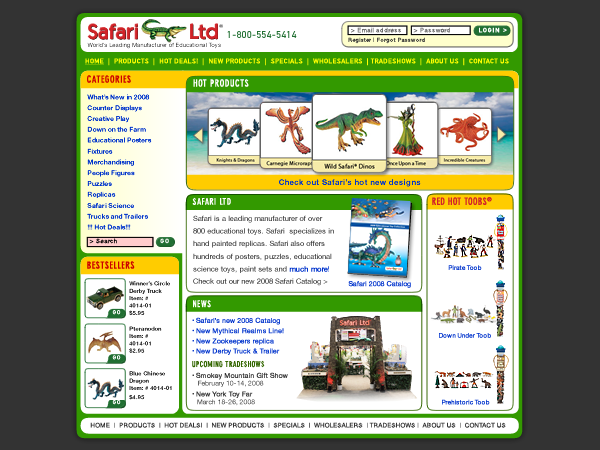 Safari Ltd
World's Leading Manufacturer of Educational Toys
1-800-554-5414
> Email address
> Password
LOGIN >
Register | Forgot Password
HOME | PRODUCTS | HOT DEALS! | NEW PRODUCTS | SPECIALS | WHOLESALERS | TRADESHOWS | ABOUT US | CONTACT US
CATEGORIES
What's New in 2008
Counter Displays
Creative Play
Down on the Farm
Educational Posters
Fixtures
Merchandising
People Figures
Puzzles
Replicas
Safari Science
Trucks and Trailers
!!! Hot Deals!!!
> Search
GO
BESTSELLERS
Winner's Circle
Derby Truck
Item: #
4014-01
$5.95
GO
Pteranodon
Item: #
4014-01
$2.95
GO
Blue Chinese
Dragon
Item: # 4014-01
$4.95
GO
HOT PRODUCTS
Knights & Dragons
Carnegie Microrap
Wild Safari® Dinos
Once Upon a Time
Incredible Creatures
Check out Safari's hot new designs
SAFARI LTD
Safari is a leading manufacturer of over
800 educational toys. Safari specializes in
hand painted replicas. Safari also offers
hundreds of posters, puzzles, educational
science toys, paint sets and much more!
Check out our new 2008 Safari Catalog >
Safari 2008 Catalog
NEWS
• Safari's new 2008 Catalog
• New Mythical Realms Line!
• New Zookeepers replica
• New Derby Truck & Trailer
UPCOMING TRADESHOWS
• Smokey Mountain Gift Show
February 10-14, 2008
• New York Toy Far
March 18-26, 2008
Safari Ltd
RED HOT TOOBS®
Pirate Toob
Down Under Toob
Prehistoric Toob
HOME | PRODUCTS | HOT DEALS! | NEW PRODUCTS | SPECIALS | WHOLESALERS | TRADESHOWS | ABOUT US | CONTACT US